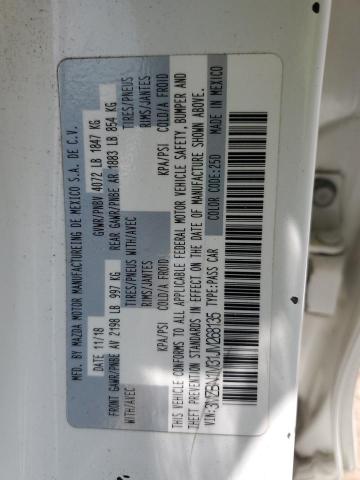 MFD. BY MAZDA MOTOR MANUFACTUREING DE MEXICO S.A. DE C.V.
DATE 11/18 GVWR/PNBV 4072 LB 1847 KG
FRONT GAWR/PNBE AV 2198 LB 997 KG REAR GAWR/PNBE AR 1883 LB 854 KG
WITH/AVEC TIRES/PNEUS WITH/AVEC TIRES/PNEUS
RIMS/JANTES RIMS/JANTES
KPA/PSI COLD/A FROID KPA/PSI COLD/A FROID
THIS VEHICLE CONFORMS TO ALL APPLICABLE FEDERAL MOTOR VEHICLE SAFETY, BUMPER AND
THEFT PREVENTION STANDARDS IN EFFECT ON THE DATE OF MANUFACTURE SHOWN ABOVE.
VIN: TYPE:PASS CAR COLOR CODE:25D MADE IN MEXICO